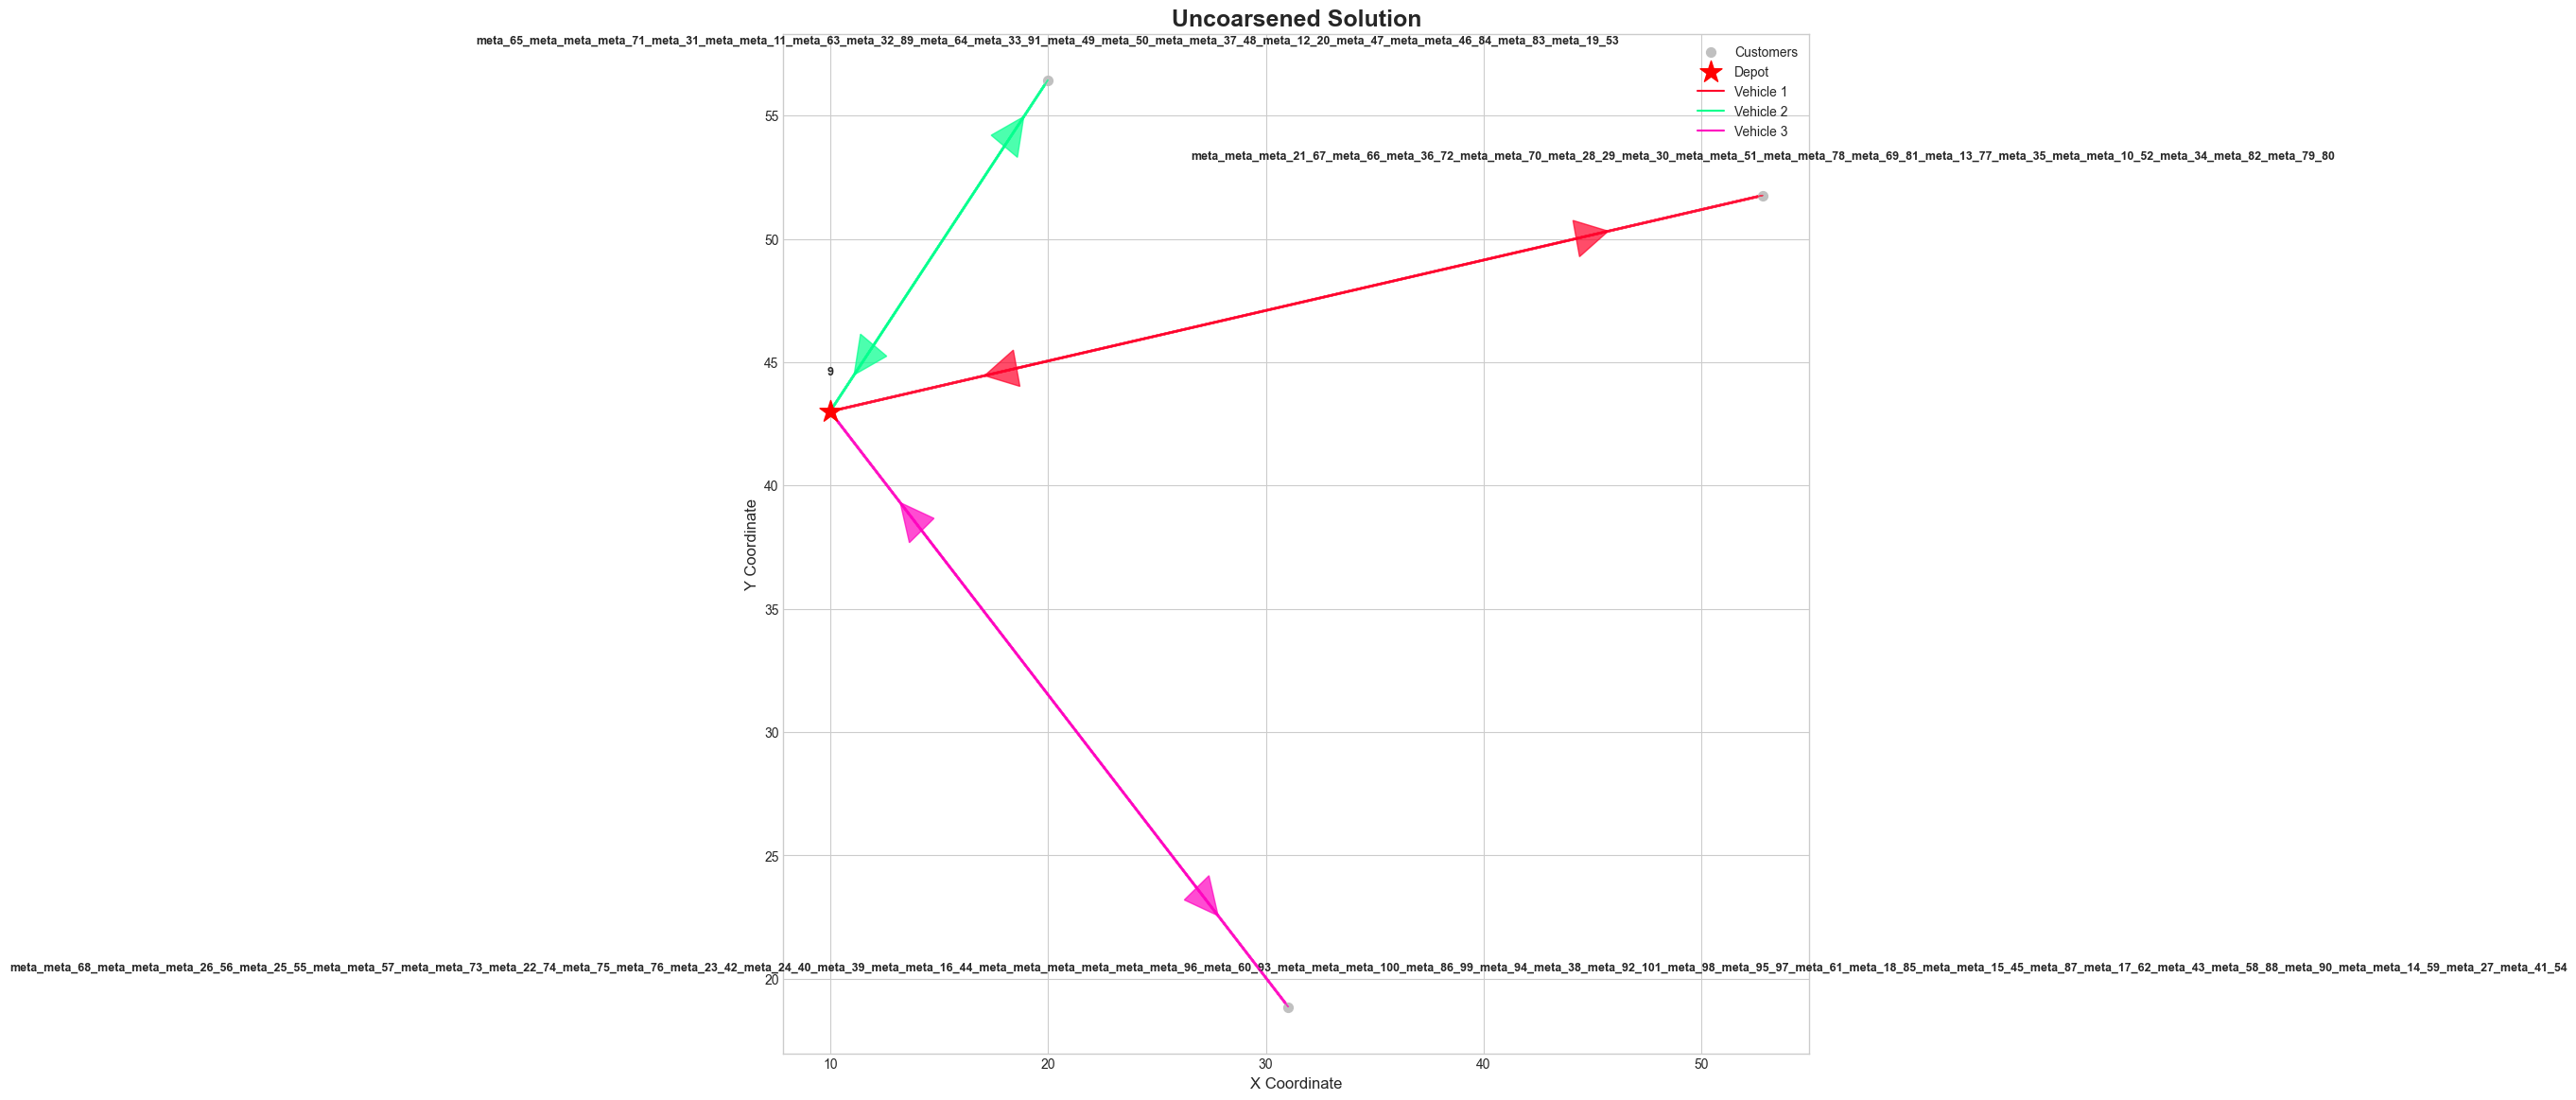 Uncoarsened Solution
meta_65_meta_meta_meta_71_meta_31_meta_meta_11_meta_63_meta_32_89_meta_64_meta_33_91_meta_49_meta_50_meta_meta_37_48_meta_12_20_meta_47_meta_meta_46_84_meta_83_meta_19_53
Customers
Depot
Vehicle 1
Vehicle 2
Vehicle 3
meta_meta_meta_21_67_meta_66_meta_36_72_meta_meta_70_meta_28_29_meta_30_meta_meta_51_meta_meta_78_meta_69_81_meta_13_77_meta_35_meta_meta_10_52_meta_34_meta_82_meta_79_80
55
50
45
9
40
35
30
25
meta_meta_68_meta_meta_meta_26_56_meta_25_55_meta_meta_57_meta_meta_73_meta_22_74_meta_75_meta_76_meta_23_42_meta_24_40_meta_39_meta_meta_16_44_meta_meta_meta_meta_meta_96_meta_60_93_meta_meta_meta_100_meta_86_99_meta_94_meta_38_meta_92_101_meta_98_meta_95_97_meta_61_meta_18_85_meta_meta_15_45_meta_87_meta_17_62_meta_43_meta_58_88_meta_90_meta_meta_14_59_meta_27_meta_41_54
20
Y Coordinate
10 20 30 40 50
X Coordinate